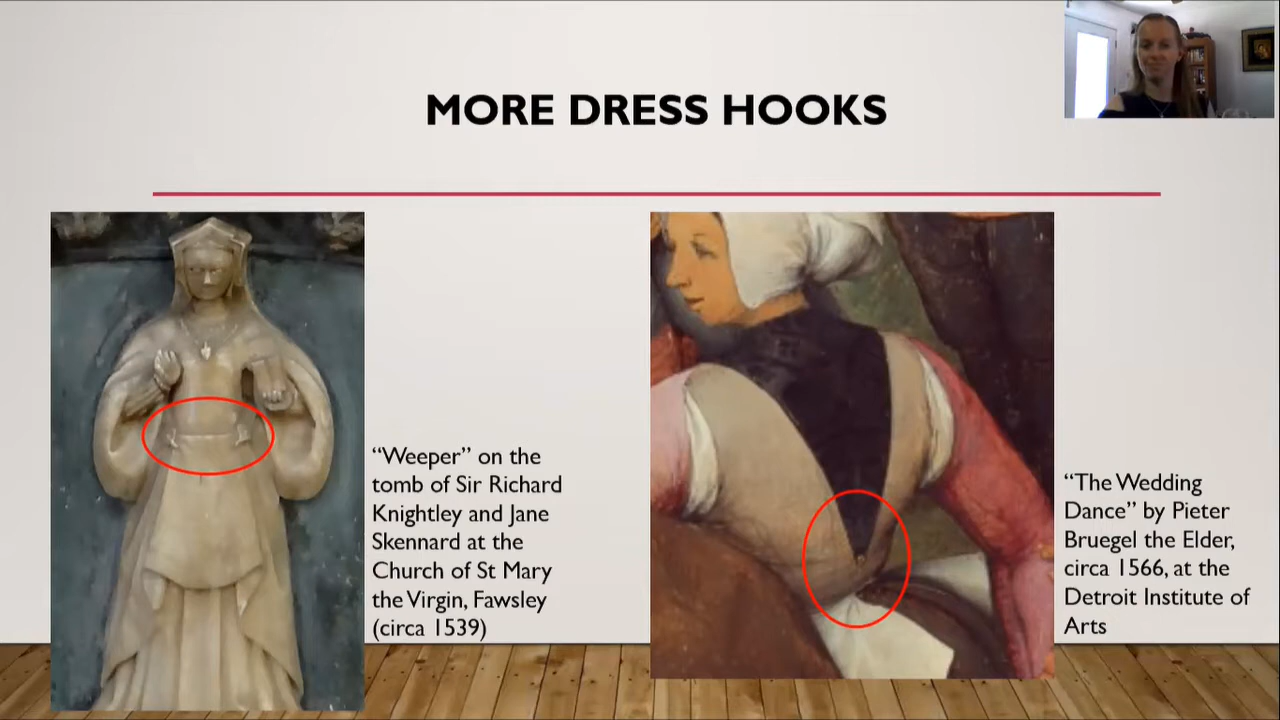 MORE DRESS HOOKS
“Weeper” on the
tomb of Sir Richard
Knightley and Jane
Skennard at the
Church of St Mary
the Virgin, Fawsley
(circa 1539)
“The Wedding
Dance” by Pieter
Bruegel the Elder,
circa 1566, at the
Detroit Institute of
Arts